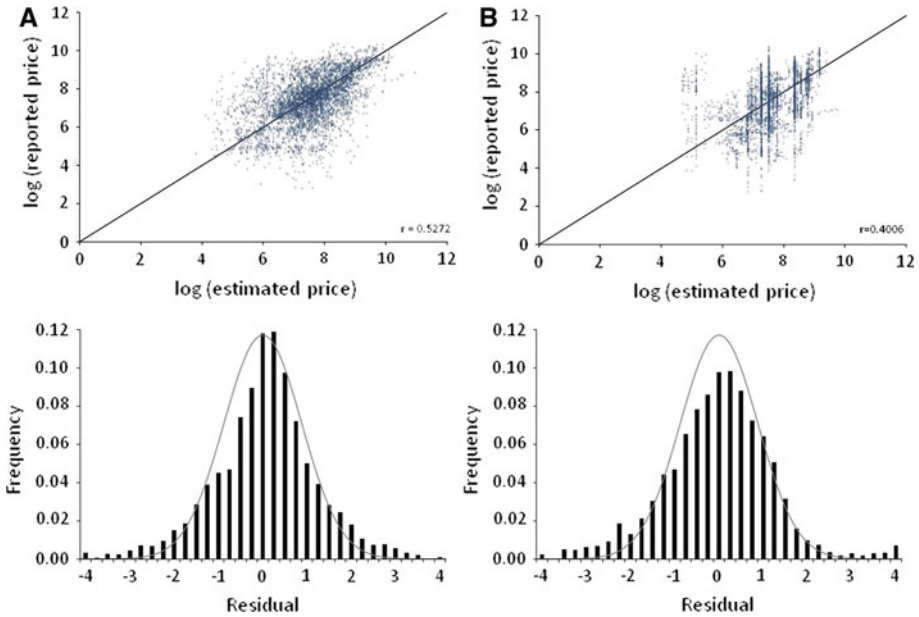 A
12
10
8
6
4
2
0
log (reported price)
r = 0.5272
0 2 4 6 8 10 12
log (estimated price)
B
12
10
8
6
4
2
0
log (reported price)
r=0.4006
0 2 4 6 8 10 12
log (estimated price)
0.12
0.10
0.08
0.06
0.04
0.02
0.00
Frequency
-4 -3 -2 -1 0 1 2 3 4
Residual
0.12
0.10
0.08
0.06
0.04
0.02
0.00
Frequency
-4 -3 -2 -1 0 1 2 3 4
Residual